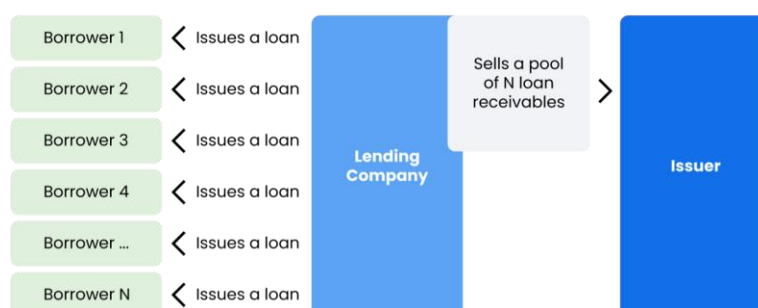 Borrower 1
Issues a loan
Borrower 2
Issues a loan
Borrower 3
Issues a loan
Borrower 4
Issues a loan
Borrower ...
Issues a loan
Borrower N
Issues a loan
Lending
Company
Sells a pool
of N loan
receivables
Issuer